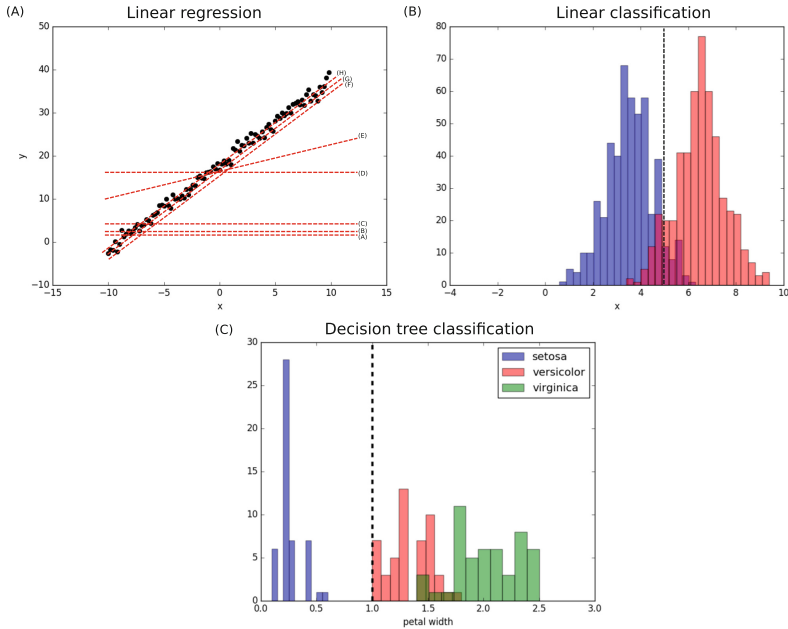 (A)
Linear regression
50
40
30
20
10
0
−10
y
−15
−10
−5
0
5
10
15
x
(H)
(G)
(F)
(E)
(D)
(C)
(B)
(A)
(B)
Linear classification
80
70
60
50
40
30
20
10
0
−4
−2
0
2
4
6
8
10
x
(C)
Decision tree classification
30
25
20
15
10
5
0
0.0
0.5
1.0
1.5
2.0
2.5
3.0
petal width
setosa
versicolor
virginica